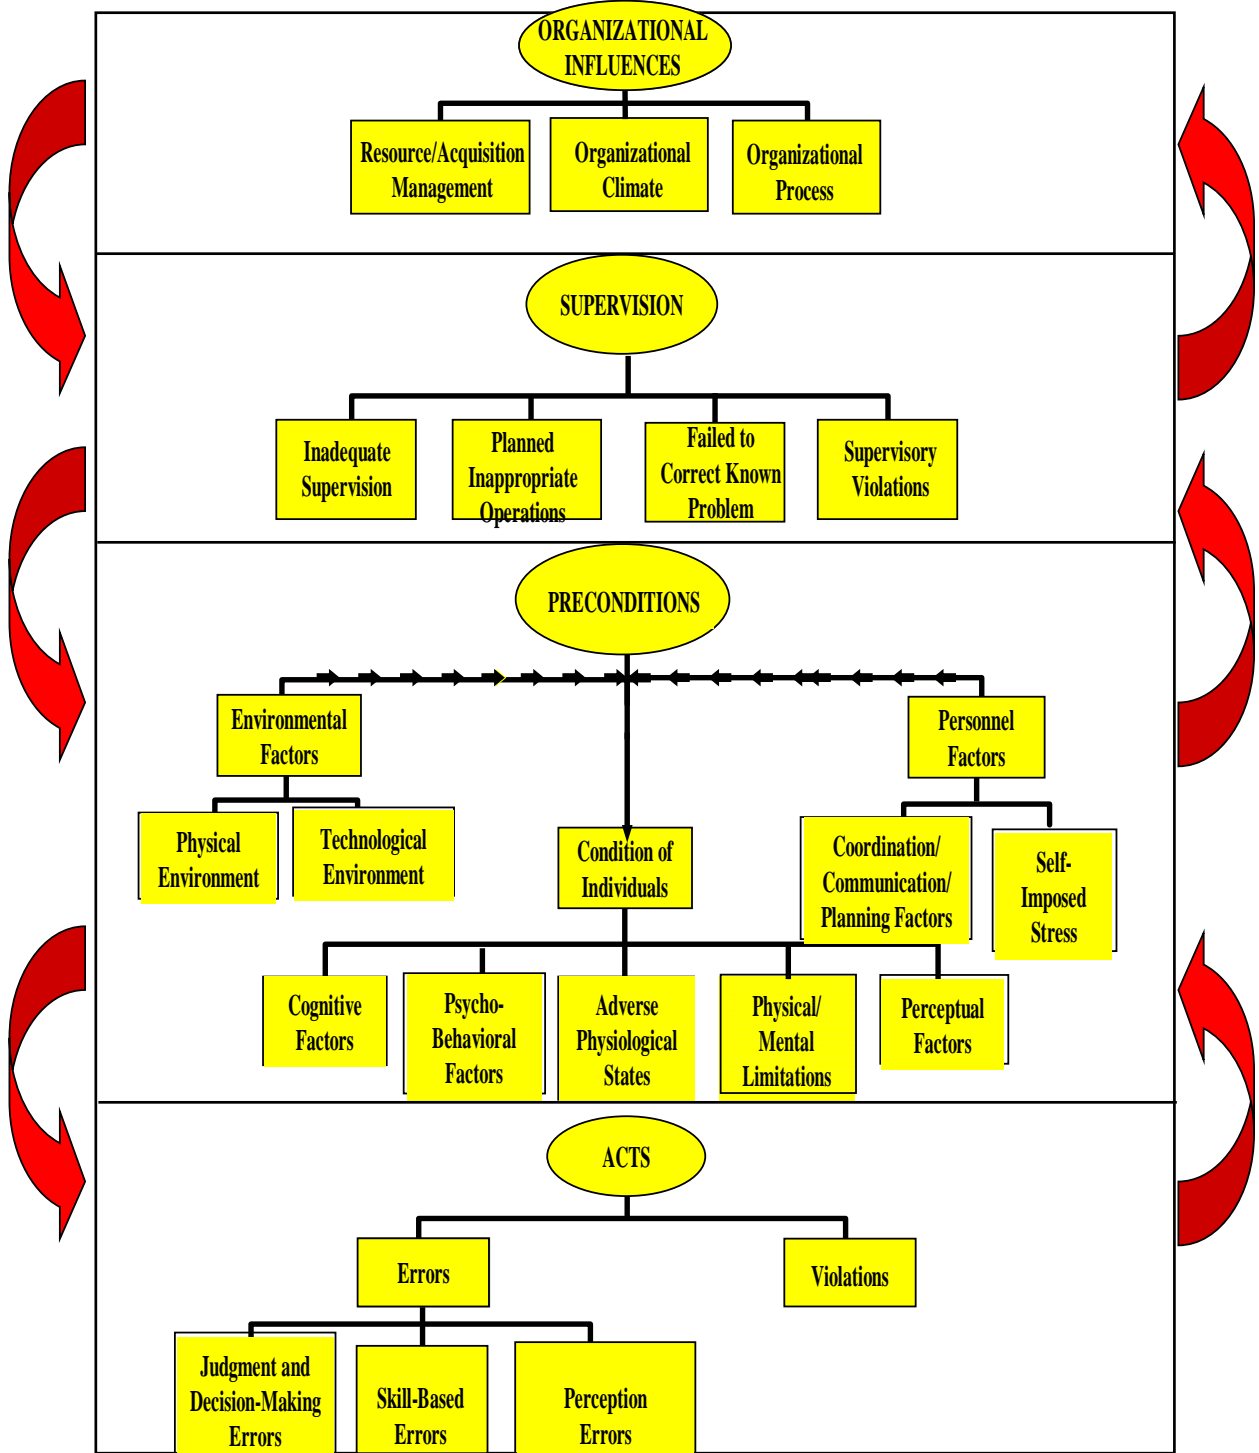 ORGANIZATIONAL
INFLUENCES
Resource/Acquisition
Management
Organizational
Climate
Organizational
Process
SUPERVISION
Inadequate
Supervision
Planned
Inappropriate
Operations
Failed to
Correct Known
Problem
Supervisory
Violations
PRECONDITIONS
Environmental
Factors
Personnel
Factors
Physical
Environment
Technological
Environment
Condition of
Individuals
Coordination/
Communication/
Planning Factors
Self-
Imposed
Stress
Cognitive
Factors
Psycho-
Behavioral
Factors
Adverse
Physiological
States
Physical/
Mental
Limitations
Perceptual
Factors
ACTS
Errors
Violations
Judgment and
Decision-Making
Errors
Skill-Based
Errors
Perception
Errors